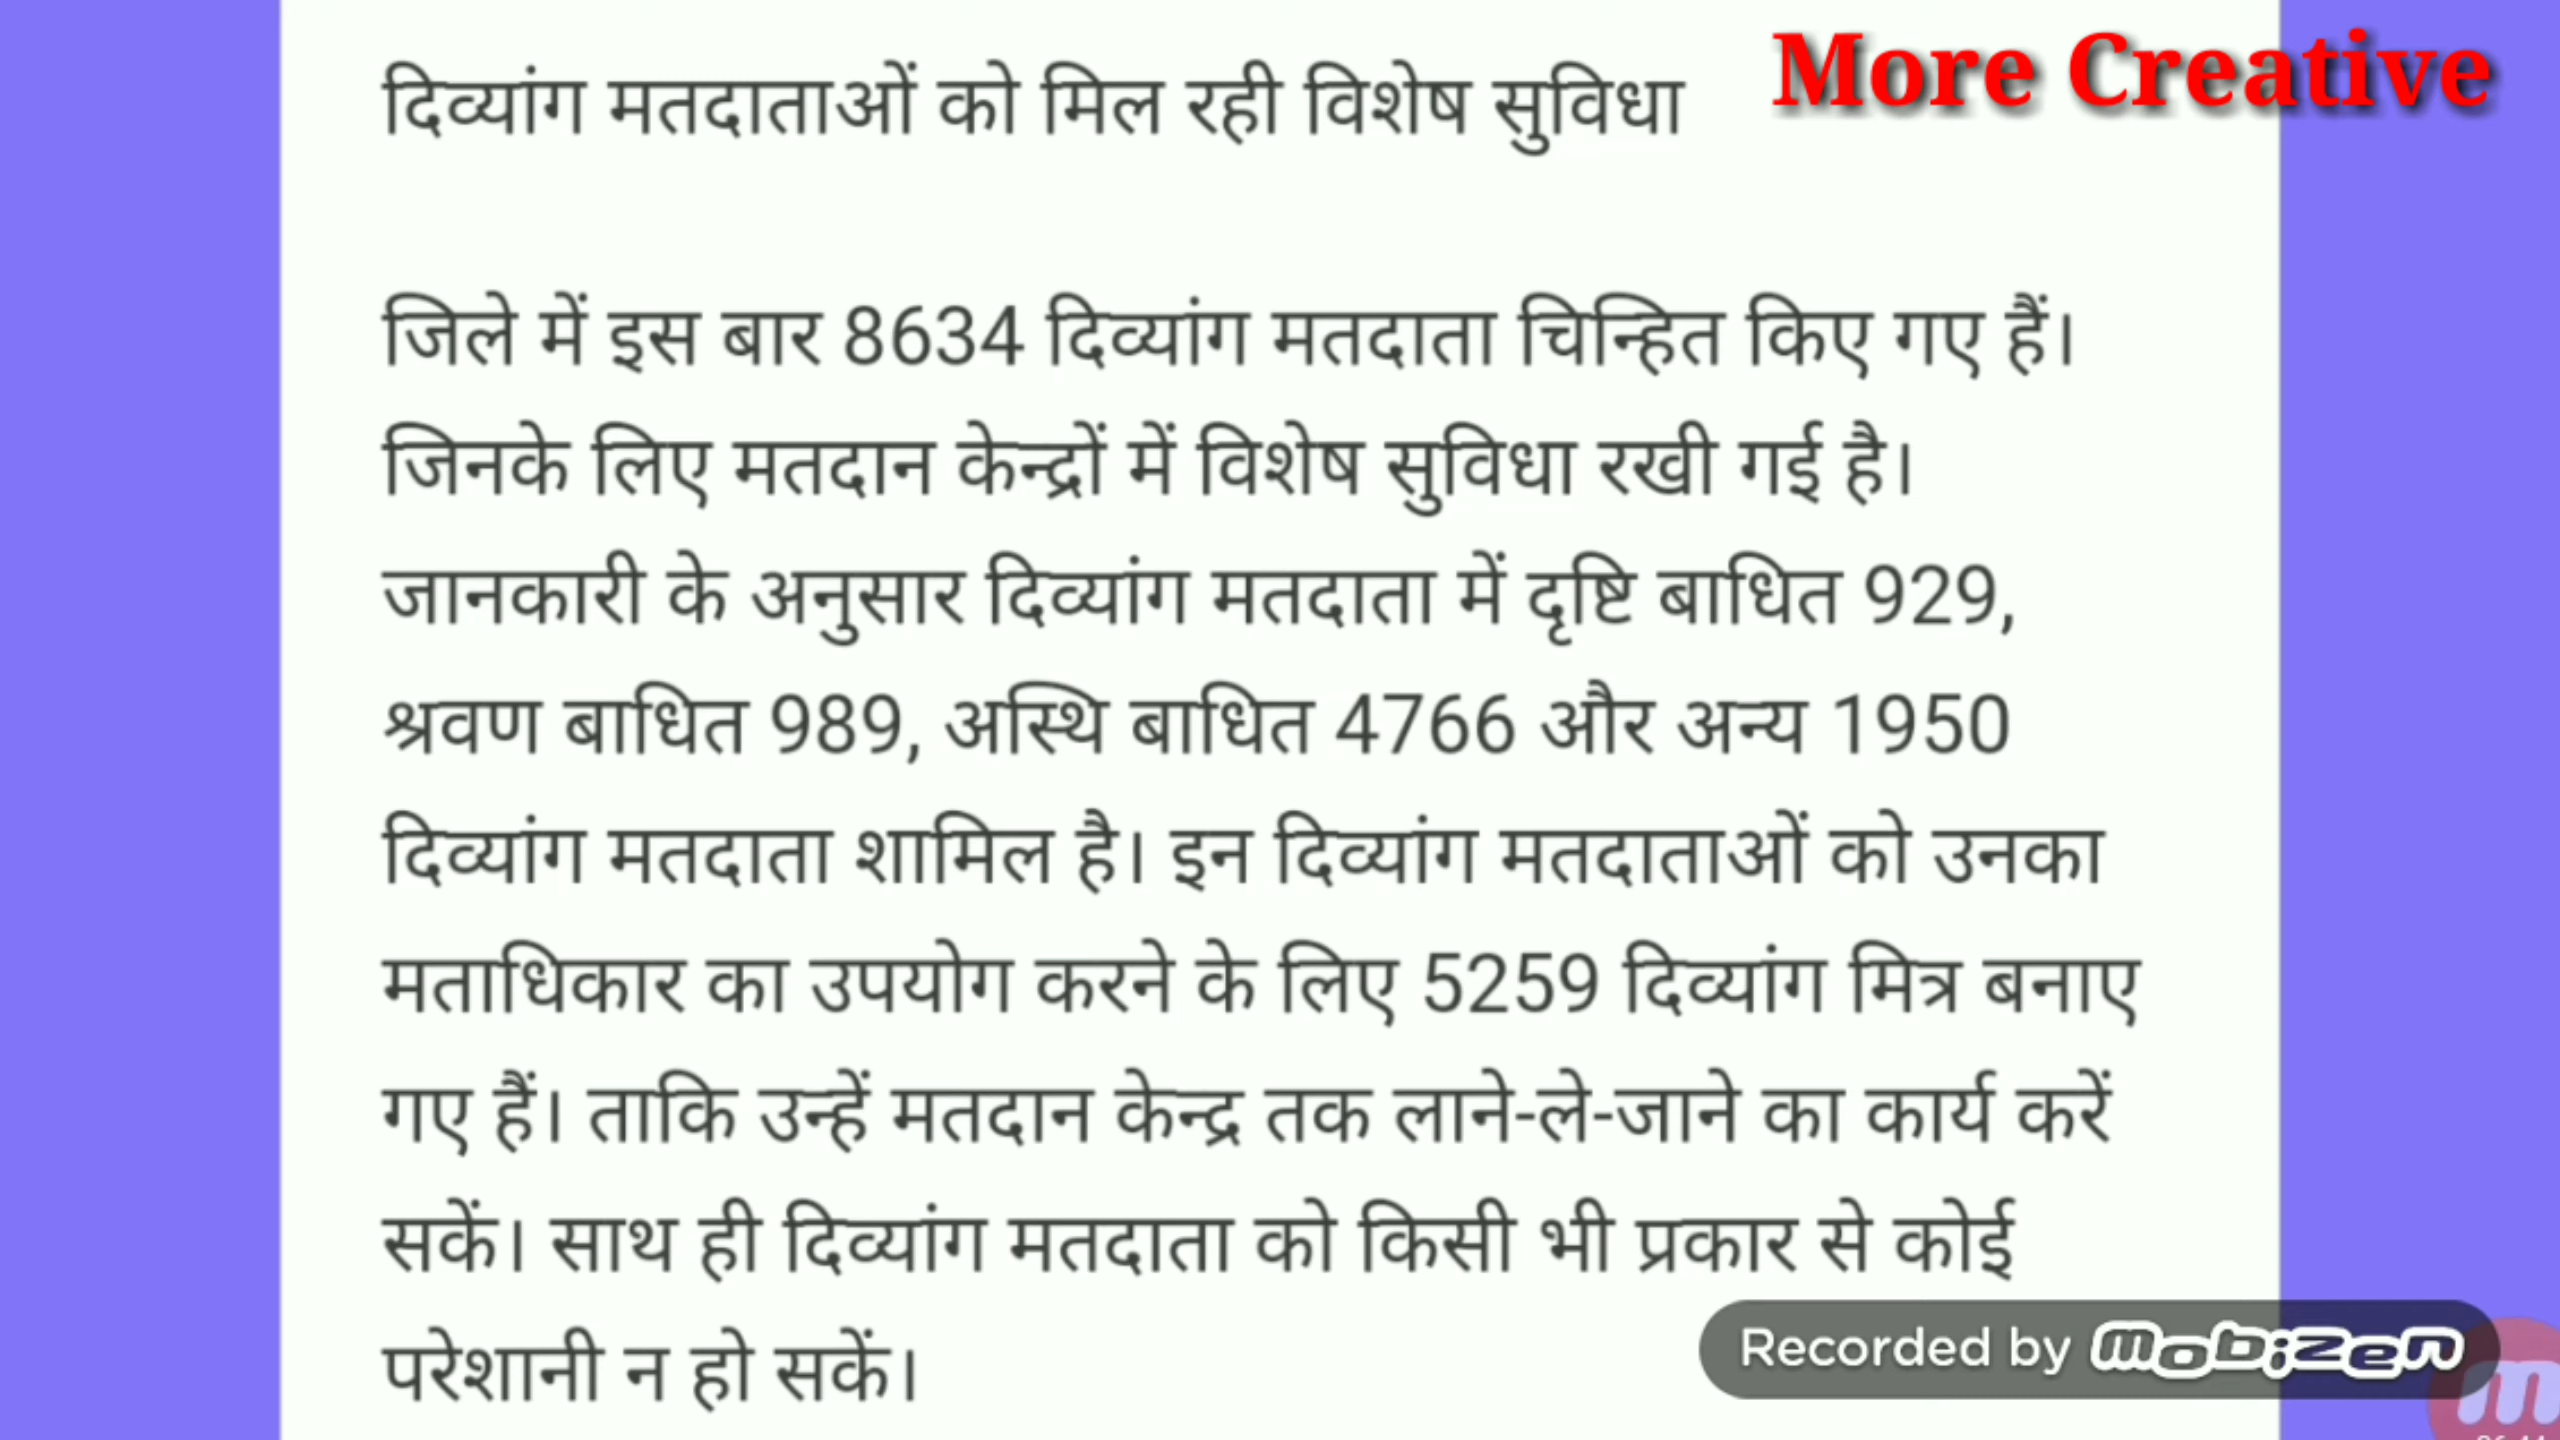 More Creative
दिव्यांग मतदाताओं को मिल रही विशेष सुविधा
जिले में इस बार 8634 दिव्यांग मतदाता चिन्हित किए गए हैं।
जिनके लिए मतदान केन्द्रों में विशेष सुविधा रखी गई है।
जानकारी के अनुसार दिव्यांग मतदाता में दृष्टि बाधित 929,
श्रवण बाधित 989, अस्थि बाधित 4766 और अन्य 1950
दिव्यांग मतदाता शामिल है। इन दिव्यांग मतदाताओं को उनका
मताधिकार का उपयोग करने के लिए 5259 दिव्यांग मित्र बनाए
गए हैं। ताकि उन्हें मतदान केन्द्र तक लाने-ले-जाने का कार्य करें
सकें। साथ ही दिव्यांग मतदाता को किसी भी प्रकार से कोई
परेशानी न हो सकें।
Recorded by mobizen